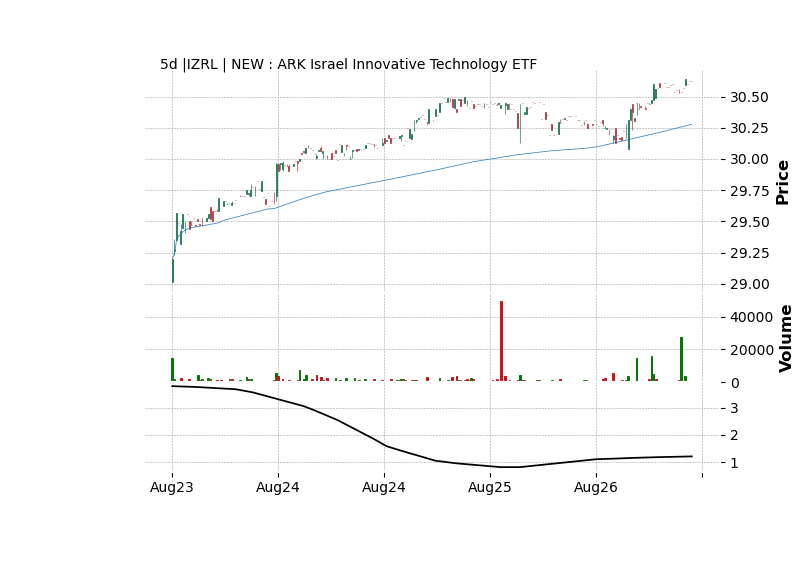 5d |IZRL | NEW : ARK Israel Innovative Technology ETF
30.50
30.25
30.00
29.75
29.50
29.25
29.00
Price
40000
20000
0
Volume
3
2
1
Aug23
Aug24
Aug24
Aug25
Aug26